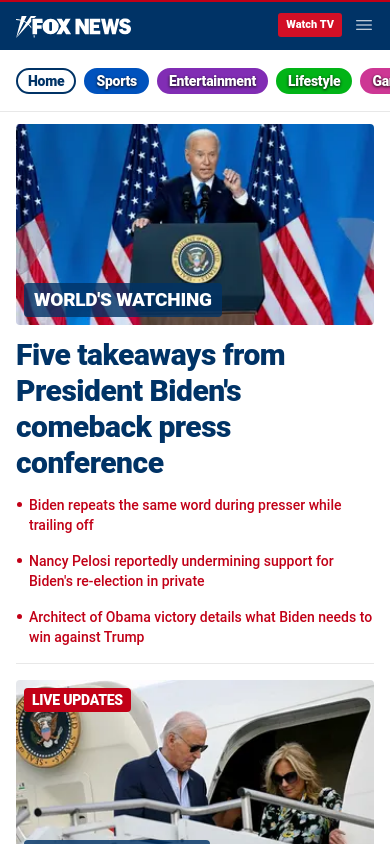 FOX NEWS
Watch TV
Home
Sports
Entertainment
Lifestyle
WORLD'S WATCHING
Five takeaways from
President Biden's
comeback press
conference
• Biden repeats the same word during presser while
trailing off
• Nancy Pelosi reportedly undermining support for
Biden's re-election in private
• Architect of Obama victory details what Biden needs to
win against Trump
LIVE UPDATES